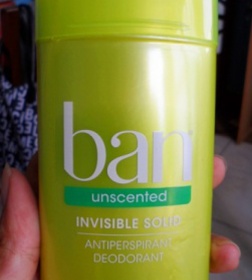 ban
unscented
INVISIBLE SOLID
ANTIPERSPIRANT
DEODORANT